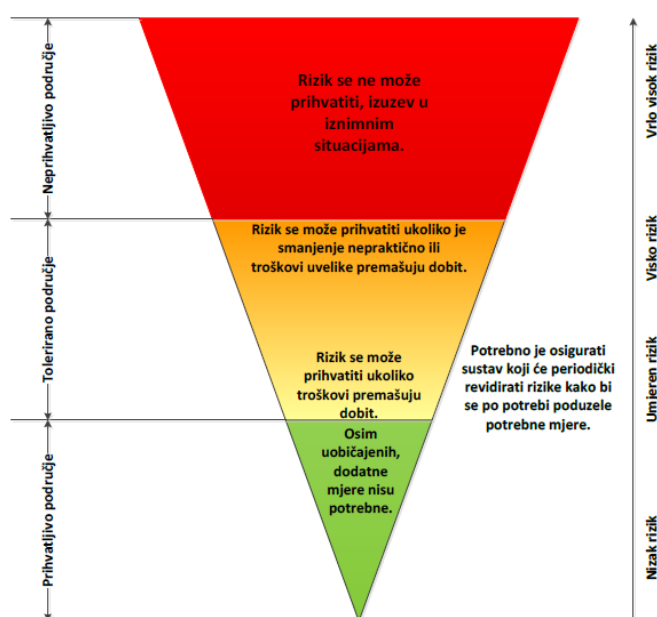 Neprihvatljivo područje
Tolerirano područje
Prihvatljivo područje
Rizik se ne može
prihvatiti, izuzev u
iznimnim
situacijama.
Rizik se može prihvatiti ukoliko je
smanjenje nepraktično ili
troškovi uvelike premašuju dobit.
Rizik se može
prihvatiti ukoliko
troškovi premašuju
dobit.
Osim
uobičajenih,
dodatne
mjere nisu
potrebne.
Potrebno je osigurati
sustav koji će periodički
revidirati rizike kako bi
se po potrebi poduzele
potrebne mjere.
Vrlo visok rizik
Visko rizik
Umjeren rizik
Nizak rizik